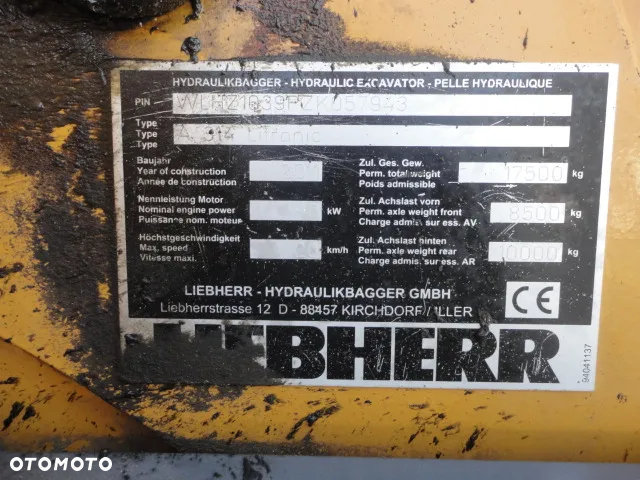 HYDRAULIKBAGGER - HYDRAULIC EXCAVATOR - PELLE HYDRAULIQUE
PIN
Type
Type
Type
Litronic
Baujahr
Year of construction
Année de construction
Zul. Ges. Gew.
Perm. total weight
Poids admissible
17500 kg
Nennleistung Motor
Nominal engine power
Puissance nom. moteur
kW
Zul. Achslast vorn
Perm. axle weight front
Charge adm. sur ess. AV
8500 kg
Höchstgeschwindigkeit
Max. speed
Vitesse maxi.
km/h
Zul. Achslast hinten
Perm. axle weight rear
Charge admis. sur ess. AR
10000 kg
LIEBHERR - HYDRAULIKBAGGER GMBH
Liebherrstrasse 12 D - 88457 KIRCHDORF/ILLER
CE
LIEBHERR
94041137
OTOMOTO